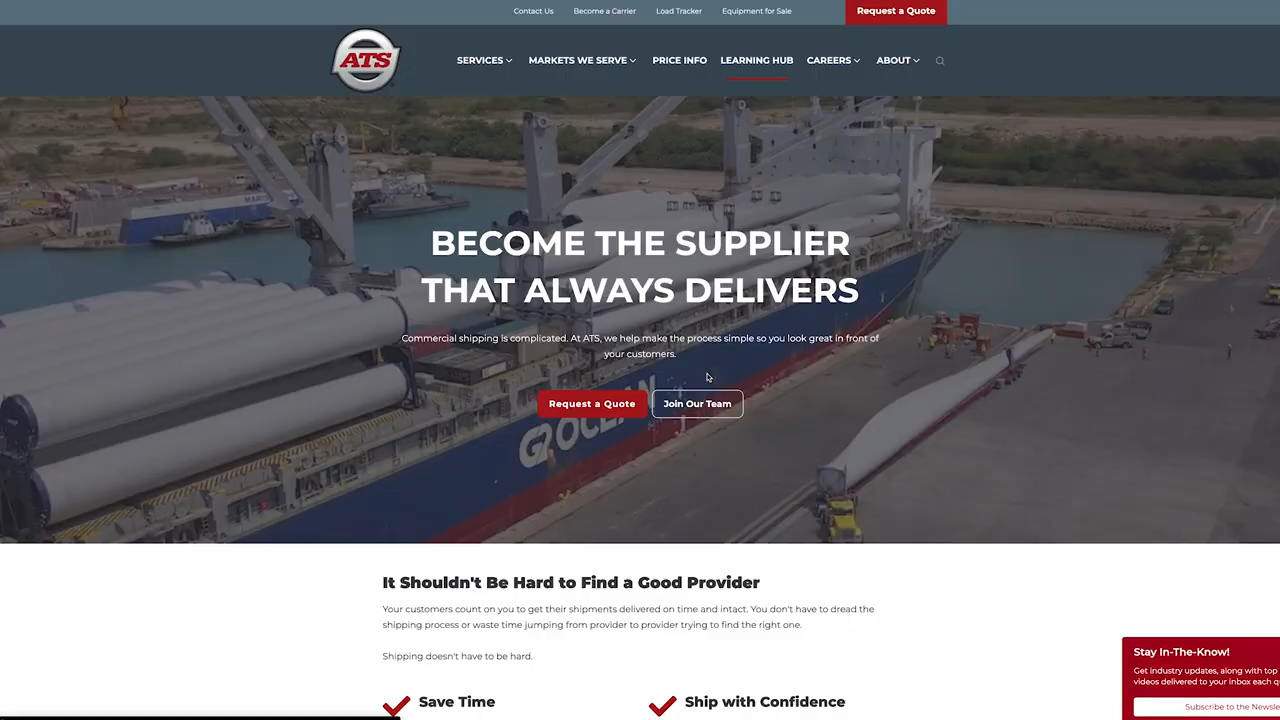 Contact Us Become a Carrier Load Tracker Equipment for Sale Request a Quote
ATS SERVICES MARKETS WE SERVE PRICE INFO LEARNING HUB CAREERS ABOUT
BECOME THE SUPPLIER
THAT ALWAYS DELIVERS
Commercial shipping is complicated. At ATS, we help make the process simple so you look great in front of
your customers.
Request a Quote Join Our Team
OCEAN
It Shouldn't Be Hard to Find a Good Provider
Your customers count on you to get their shipments delivered on time and intact. You don't have to dread the
shipping process or waste time jumping from provider to provider trying to find the right one.
Shipping doesn't have to be hard.
Save Time Ship with Confidence
Stay In-The-Know!
Get industry updates, along with top
videos delivered to your inbox each
Subscribe to the Newsle